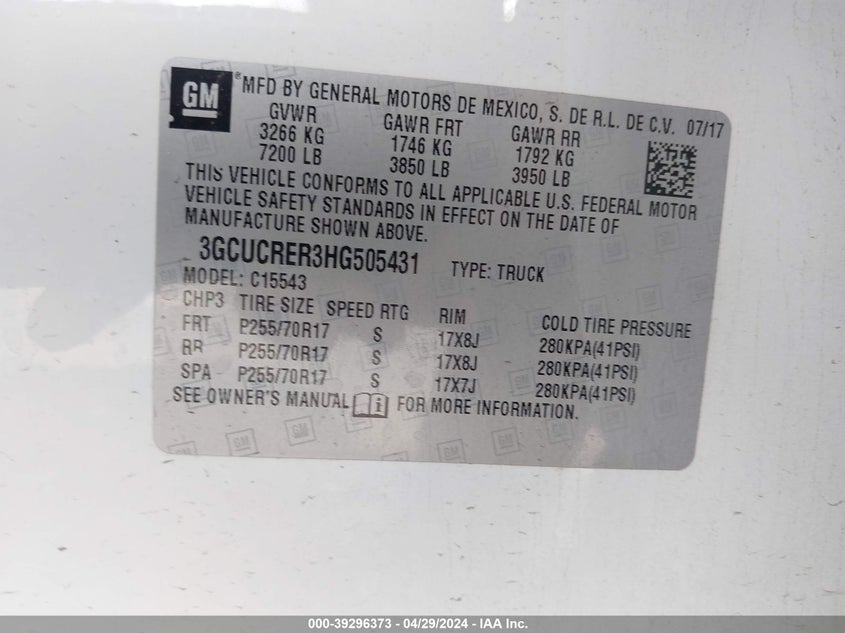 GM ®MFD BY GENERAL MOTORS DE MEXICO, S. DE R.L. DE C.V. 07/17
GVWR GAWR FRT GAWR RR
3266 KG 1746 KG 1792 KG
7200 LB 3850 LB 3950 LB
THIS VEHICLE CONFORMS TO ALL APPLICABLE U.S. FEDERAL MOTOR
VEHICLE SAFETY STANDARDS IN EFFECT ON THE DATE OF
MANUFACTURE SHOWN ABOVE.
3GCUCRER3HG505431 TYPE: TRUCK
MODEL: C15543
CHP3 TIRE SIZE SPEED RTG RIM COLD TIRE PRESSURE
FRT P255/70R17 S 17X8J 280KPA(41PSI)
RR P255/70R17 S 17X8J 280KPA(41PSI)
SPA P255/70R17 S 17X7J 280KPA(41PSI)
SEE OWNER'S MANUAL i FOR MORE INFORMATION.
000-39296373 - 04/29/2024 - IAA Inc.